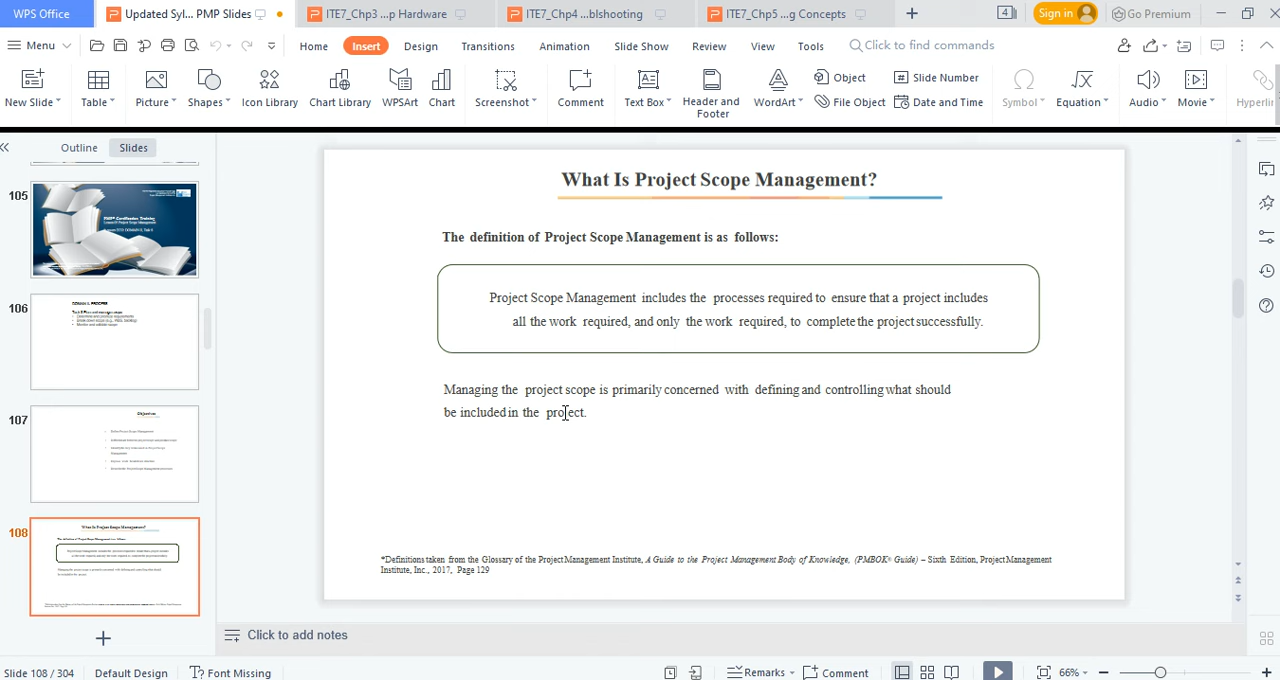 WPS Office
Updated Syl... PMP Slides
ITE7_Chp3 ...p Hardware
ITE7_Chp4 ...blshooting
ITE7_Chp5 ...g Concepts
4
Sign in
Go Premium
Menu
Home
Insert
Design
Transitions
Animation
Slide Show
Review
View
Tools
Click to find commands
New Slide
Table
Picture
Shapes
Icon Library
Chart Library
WPSArt
Chart
Screenshot
Comment
Text Box
Header and
Footer
WordArt
Object
File Object
Slide Number
Date and Time
Symbol
Equation
Audio
Movie
Hyperlin
Outline
Slides
105
106
107
Objectives
108
What Is Project Scope Management?
The definition of Project Scope Management is as follows:
Project Scope Management includes the processes required to ensure that a project includes
all the work required, and only the work required, to complete the project successfully.
Managing the project scope is primarily concerned with defining and controlling what should
be included in the project.
*Definitions taken from the Glossary of the Project Management Institute, A Guide to the Project Management Body of Knowledge, (PMBOK® Guide) – Sixth Edition, Project Management
Institute, Inc., 2017, Page 129
Click to add notes
Slide 108 / 304
Default Design
Font Missing
Remarks
Comment
66%